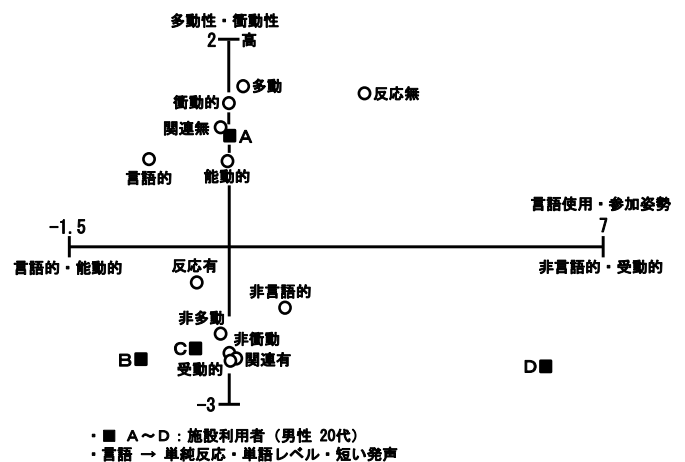 多動性・衝動性
2 高
多動
反応無
衝動的
関連無
A
言語的
能動的
言語使用・参加姿勢
-1.5
7
言語的・能動的
非言語的・受動的
反応有
非言語的
非多動
非衝動
C
B
関連有
受動的
D
-3
・■ A～D：施設利用者（男性 20代）
・言語 → 単純反応・単語レベル・短い発声